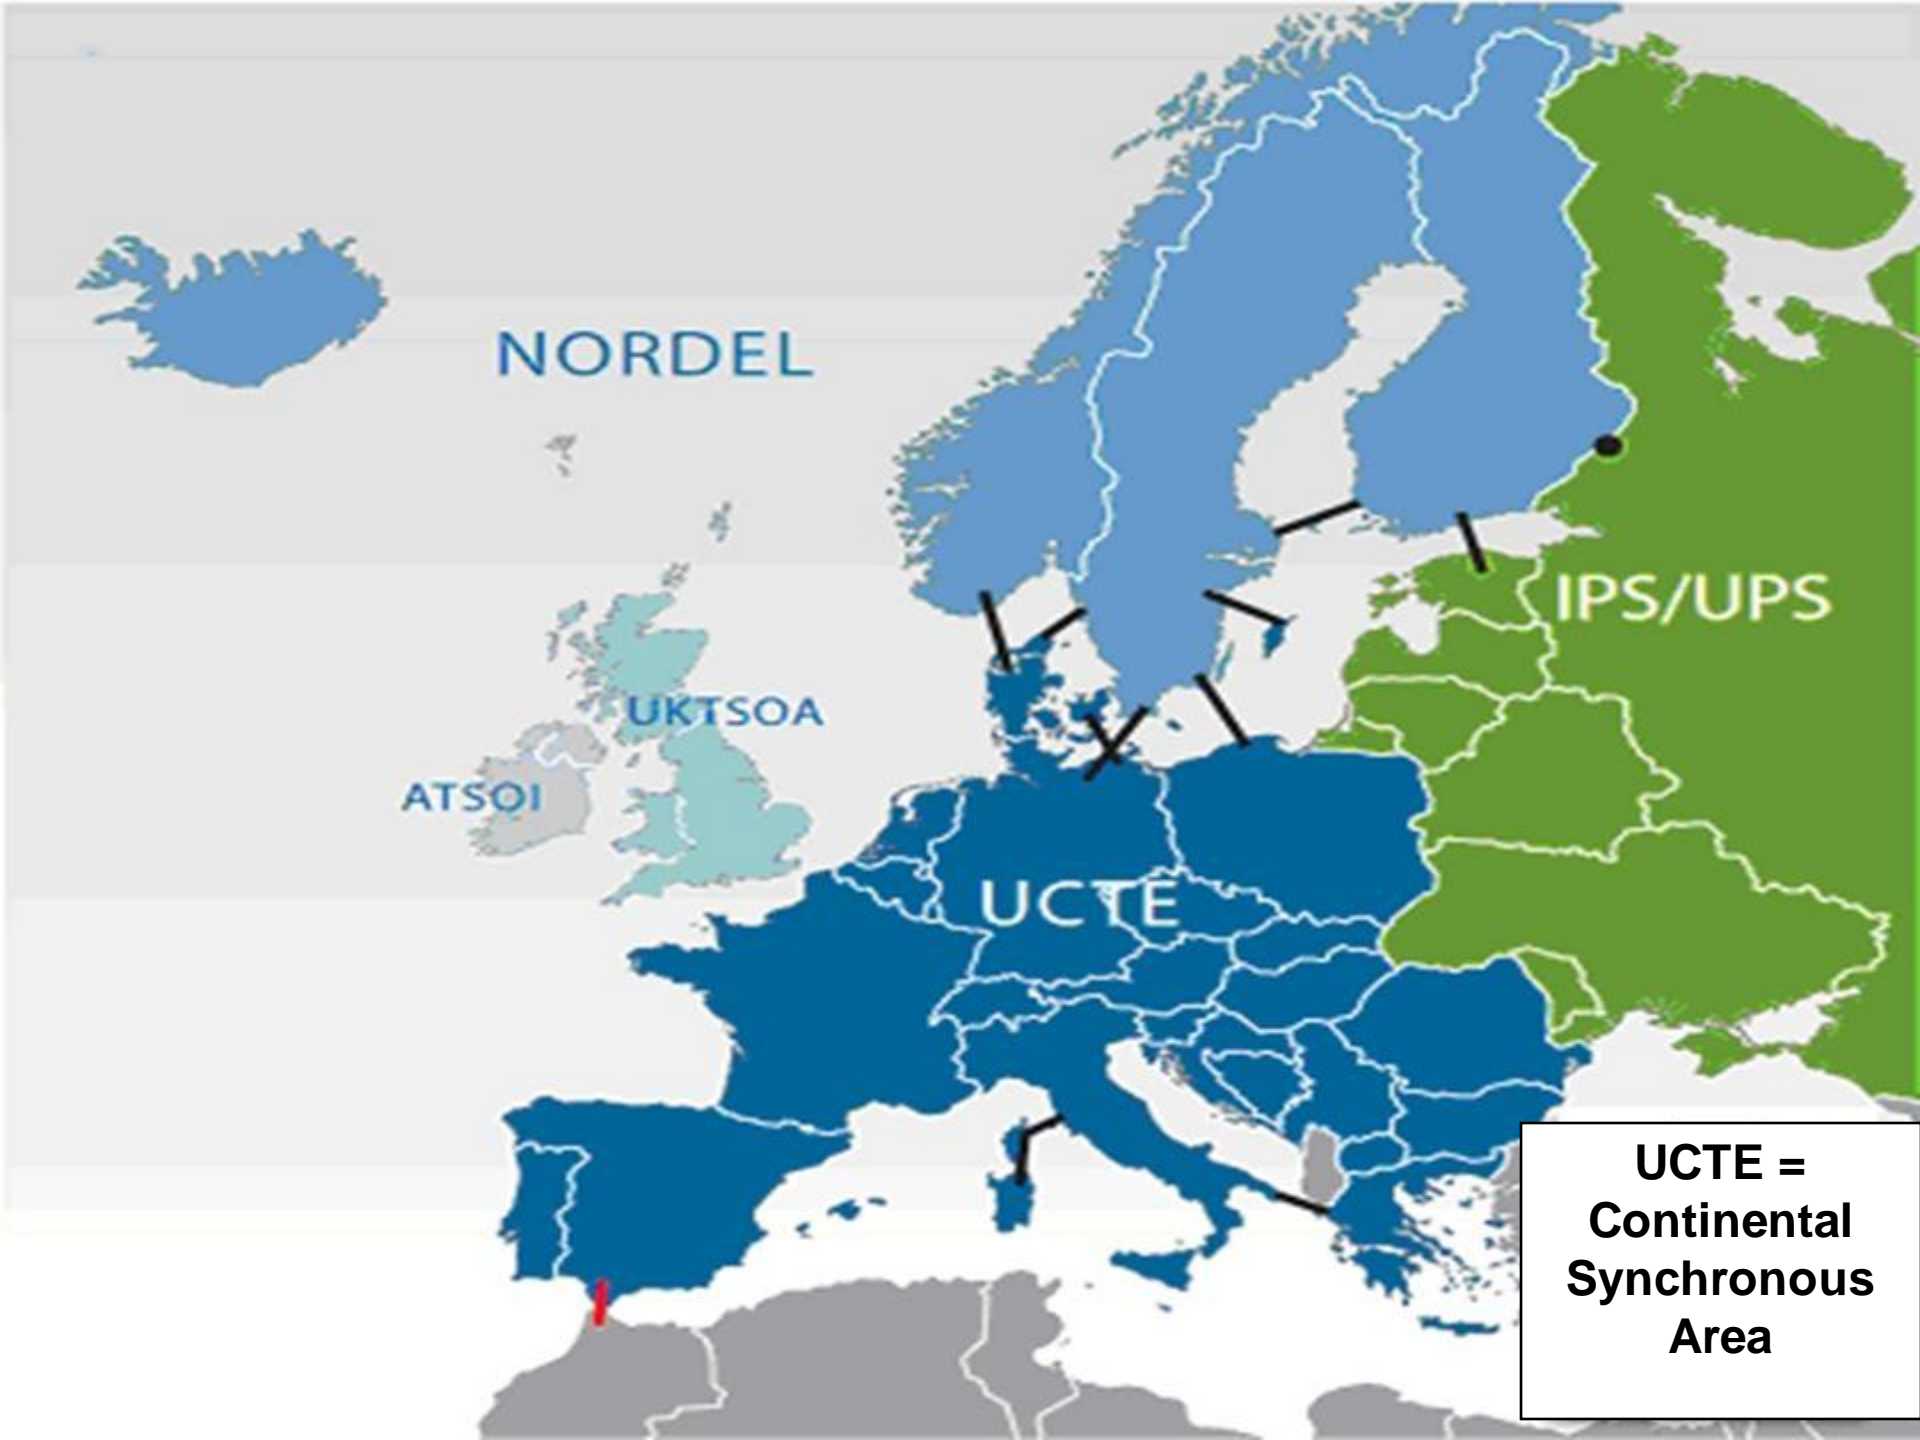 NORDEL
IPS/UPS
UKTSOA
ATSOI
UCTE
UCTE =
Continental
Synchronous
Area